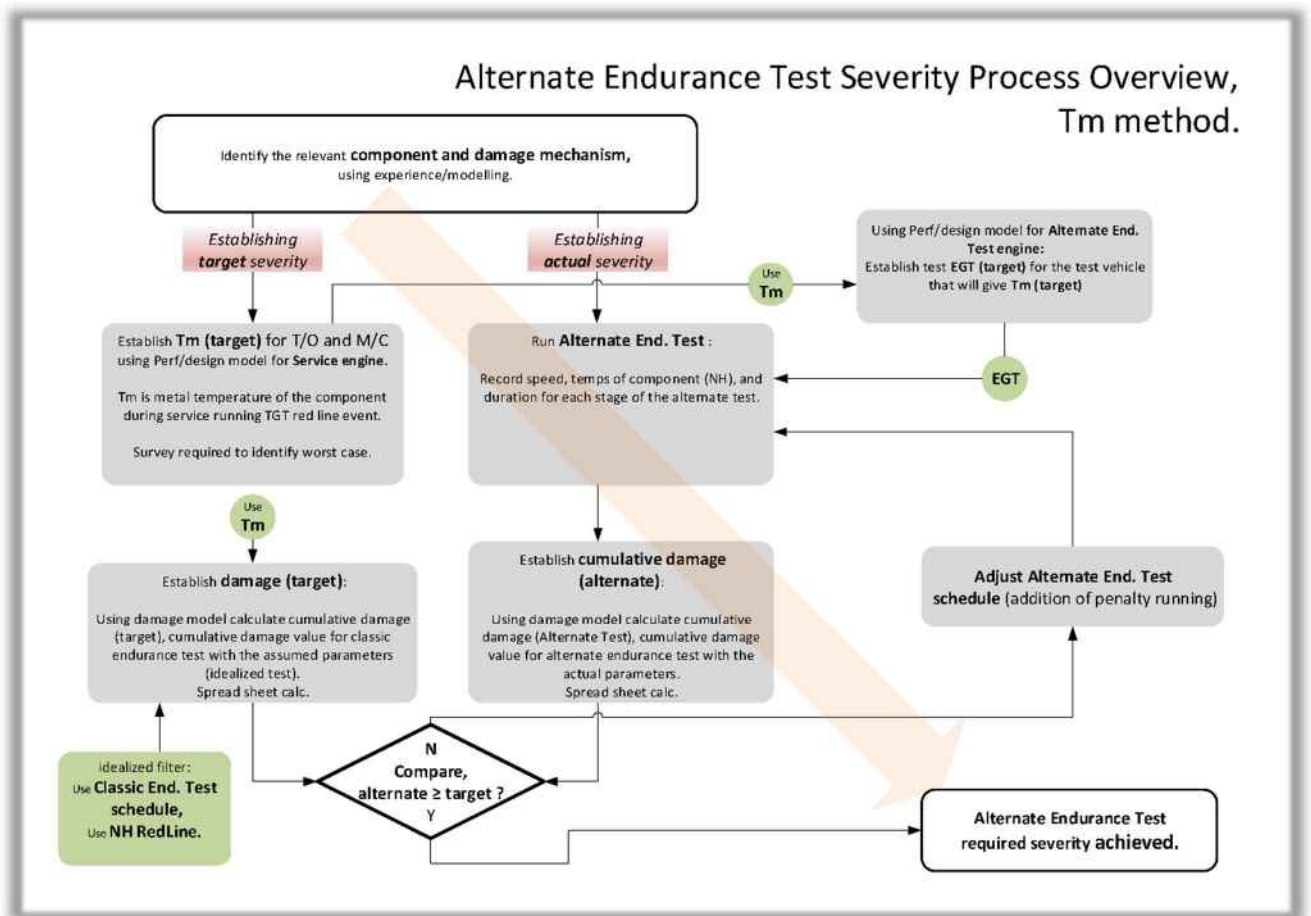 Alternate Endurance Test Severity Process Overview,
Tm method.
Identify the relevant component and damage mechanism,
using experience/modelling.
Establishing
target severity
Establishing
actual severity
Use
Tm
Using Perf/design model for Alternate End.
Test engine:
Establish test EGT (target) for the test vehicle
that will give Tm (target)
EGT
Establish Tm (target) for T/O and M/C
using Perf/design model for Service engine.
Tm is metal temperature of the component
during service running TGT red line event.
Survey required to identify worst case.
Run Alternate End. Test :
Record speed, temps of component (NH), and
duration for each stage of the alternate test.
Use
Tm
Establish damage (target):
Using damage model calculate cumulative damage
(target), cumulative damage value for classic
endurance test with the assumed parameters
(idealized test).
Spread sheet calc.
Establish cumulative damage
(alternate):
Using damage model calculate cumulative
damage (Alternate Test), cumulative damage
value for alternate endurance test with the
actual parameters.
Spread sheet calc.
Adjust Alternate End. Test
schedule (addition of penalty running)
idealized filter:
Use Classic End. Test
schedule,
Use NH RedLine.
N
Compare,
alternate ≥ target ?
Y
Alternate Endurance Test
required severity achieved.